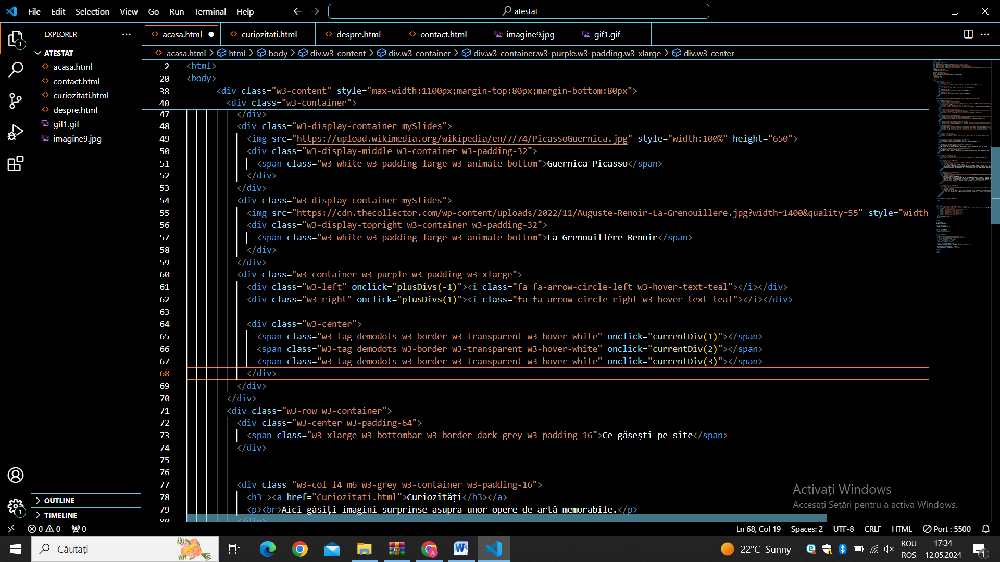 File Edit Selection View Go Run Terminal Help
atestat
EXPLORER
acasa.html
curiozitati.html
despre.html
contact.html
imagine9.jpg
gif1.gif
ATESTAT
acasa.html
contact.html
curiozitati.html
despre.html
gif1.gif
imagine9.jpg
OUTLINE
TIMELINE
1
1
acasa.html > html > body > div.w3-content > div.w3-container > div.w3-container.w3-purple.w3-padding.w3-xlarge > div.w3-center
2 <html>
20 <body>
38 <div class="w3-content" style="max-width:1100px;margin-top:80px;margin-bottom:80px">
40 <div class="w3-container">
47 </div>
48 <div class="w3-display-container mySlides">
49 <img src="https://upload.wikimedia.org/wikipedia/en/7/74/PicassoGuernica.jpg" style="width:100%" height="650">
50 <div class="w3-display-middle w3-container w3-padding-32">
51 <span class="w3-white w3-padding-large w3-animate-bottom">Guernica-Picasso</span>
52 </div>
53 </div>
54 <div class="w3-display-container mySlides">
55 <img src="https://cdn.thecollector.com/wp-content/uploads/2022/11/Auguste-Renoir-La-Grenouillere.jpg?width=1400&quality=55" style="width
56 <div class="w3-display-topright w3-container w3-padding-32">
57 <span class="w3-white w3-padding-large w3-animate-bottom">La Grenouillère-Renoir</span>
58 </div>
59 </div>
60 <div class="w3-container w3-purple w3-padding w3-xlarge">
61 <div class="w3-left" onclick="plusDivs(-1)"><i class="fa fa-arrow-circle-left w3-hover-text-teal"></i></div>
62 <div class="w3-right" onclick="plusDivs(1)"><i class="fa fa-arrow-circle-right w3-hover-text-teal"></i></div>
63
64 <div class="w3-center">
65 <span class="w3-tag demodots w3-border w3-transparent w3-hover-white" onclick="currentDiv(1)"></span>
66 <span class="w3-tag demodots w3-border w3-transparent w3-hover-white" onclick="currentDiv(2)"></span>
67 <span class="w3-tag demodots w3-border w3-transparent w3-hover-white" onclick="currentDiv(3)"></span>
68 </div>
69 </div>
70 </div>
71 <div class="w3-row w3-container">
72 <div class="w3-center w3-padding-64">
73 <span class="w3-xlarge w3-bottombar w3-border-dark-grey w3-padding-16">Ce găsești pe site</span>
74 </div>
75
76
77 <div class="w3-col l4 m6 w3-grey w3-container w3-padding-16">
78 <h3 ><a href="Curiozitati.html">Curiozități</h3></a>
79 <p><br>Aici găsiți imagini surprinse asupra unor opere de artă memorabile.</p>
80 </div>
Activați Windows
Accesați Setări pentru a activa Windows.
0 0 0
Ln 68, Col 19 Spaces: 2 UTF-8 CRLF HTML Port : 5500
Căutați
22°C Sunny
ROU
ROS
17:34
12.05.2024
1